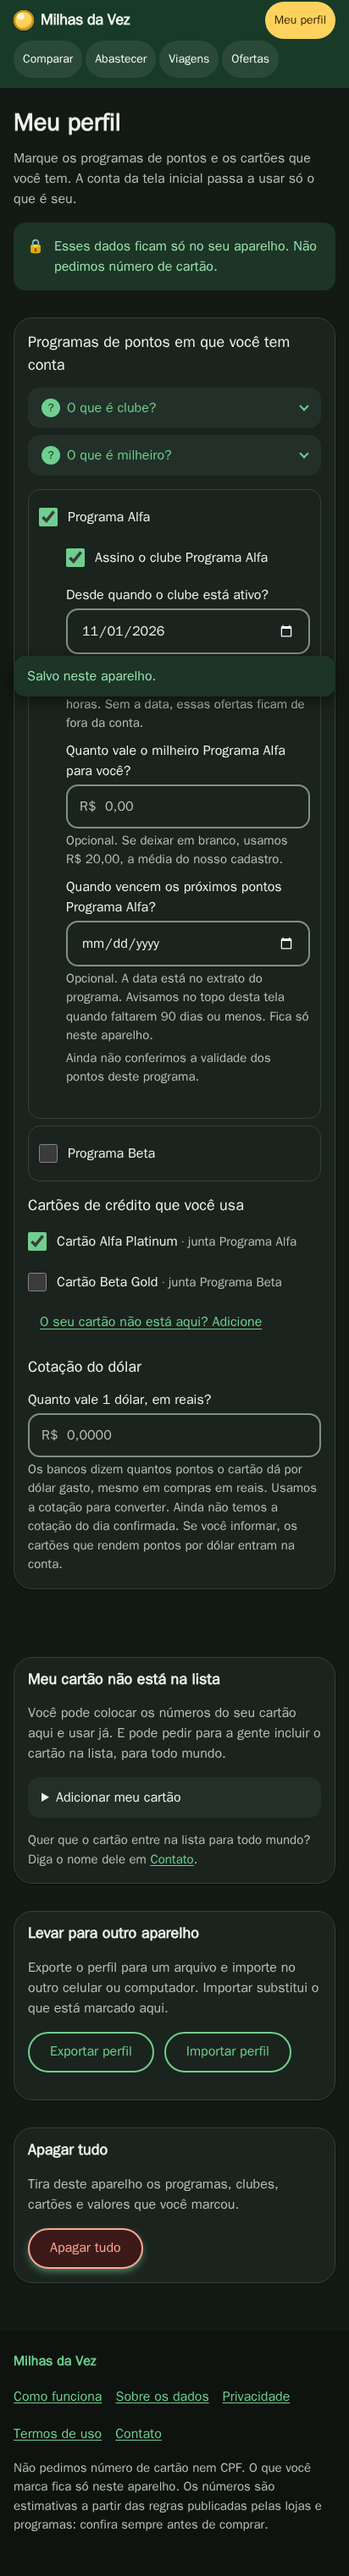 Milhas da Vez
Meu perfil
Comparar
Abastecer
Viagens
Ofertas
Meu perfil
Marque os programas de pontos e os cartões que
você tem. A conta da tela inicial passa a usar só o
que é seu.
Esses dados ficam só no seu aparelho. Não
pedimos número de cartão.
Programas de pontos em que você tem
conta
? O que é clube?
? O que é milheiro?
Programa Alfa
Assino o clube Programa Alfa
Desde quando o clube está ativo?
11/01/2026
Salvo neste aparelho.
horas. Sem a data, essas ofertas ficam de
fora da conta.
Quanto vale o milheiro Programa Alfa
para você?
R$ 0,00
Opcional. Se deixar em branco, usamos
R$ 20,00, a média do nosso cadastro.
Quando vencem os próximos pontos
Programa Alfa?
mm/dd/yyyy
Opcional. A data está no extrato do
programa. Avisamos no topo desta tela
quando faltarem 90 dias ou menos. Fica só
neste aparelho.
Ainda não conferimos a validade dos
pontos deste programa.
Programa Beta
Cartões de crédito que você usa
Cartão Alfa Platinum · junta Programa Alfa
Cartão Beta Gold · junta Programa Beta
O seu cartão não está aqui? Adicione
Cotação do dólar
Quanto vale 1 dólar, em reais?
R$ 0,0000
Os bancos dizem quantos pontos o cartão dá por
dólar gasto, mesmo em compras em reais. Usamos
a cotação para converter. Ainda não temos a
cotação do dia confirmada. Se você informar, os
cartões que rendem pontos por dólar entram na
conta.
Meu cartão não está na lista
Você pode colocar os números do seu cartão
aqui e usar já. E pode pedir para a gente incluir o
cartão na lista, para todo mundo.
Adicionar meu cartão
Quer que o cartão entre na lista para todo mundo?
Diga o nome dele em Contato.
Levar para outro aparelho
Exporte o perfil para um arquivo e importe no
outro celular ou computador. Importar substitui o
que está marcado aqui.
Exportar perfil
Importar perfil
Apagar tudo
Tira deste aparelho os programas, clubes,
cartões e valores que você marcou.
Apagar tudo
Milhas da Vez
Como funciona Sobre os dados Privacidade
Termos de uso Contato
Não pedimos número de cartão nem CPF. O que você
marca fica só neste aparelho. Os números são
estimativas a partir das regras publicadas pelas lojas e
programas: confira sempre antes de comprar.